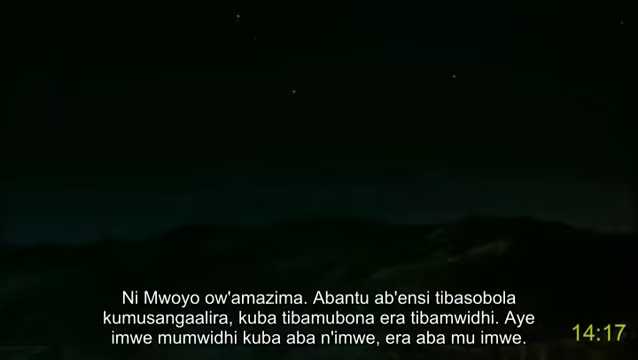 Ni Mwoyo ow'amazima. Abantu ab'ensi tibasobola
kumusangaalira, kuba tibamubona era tibamwidhi. Aye
imwe mumwidhi kuba aba n'imwe, era aba mu imwe.
14:17